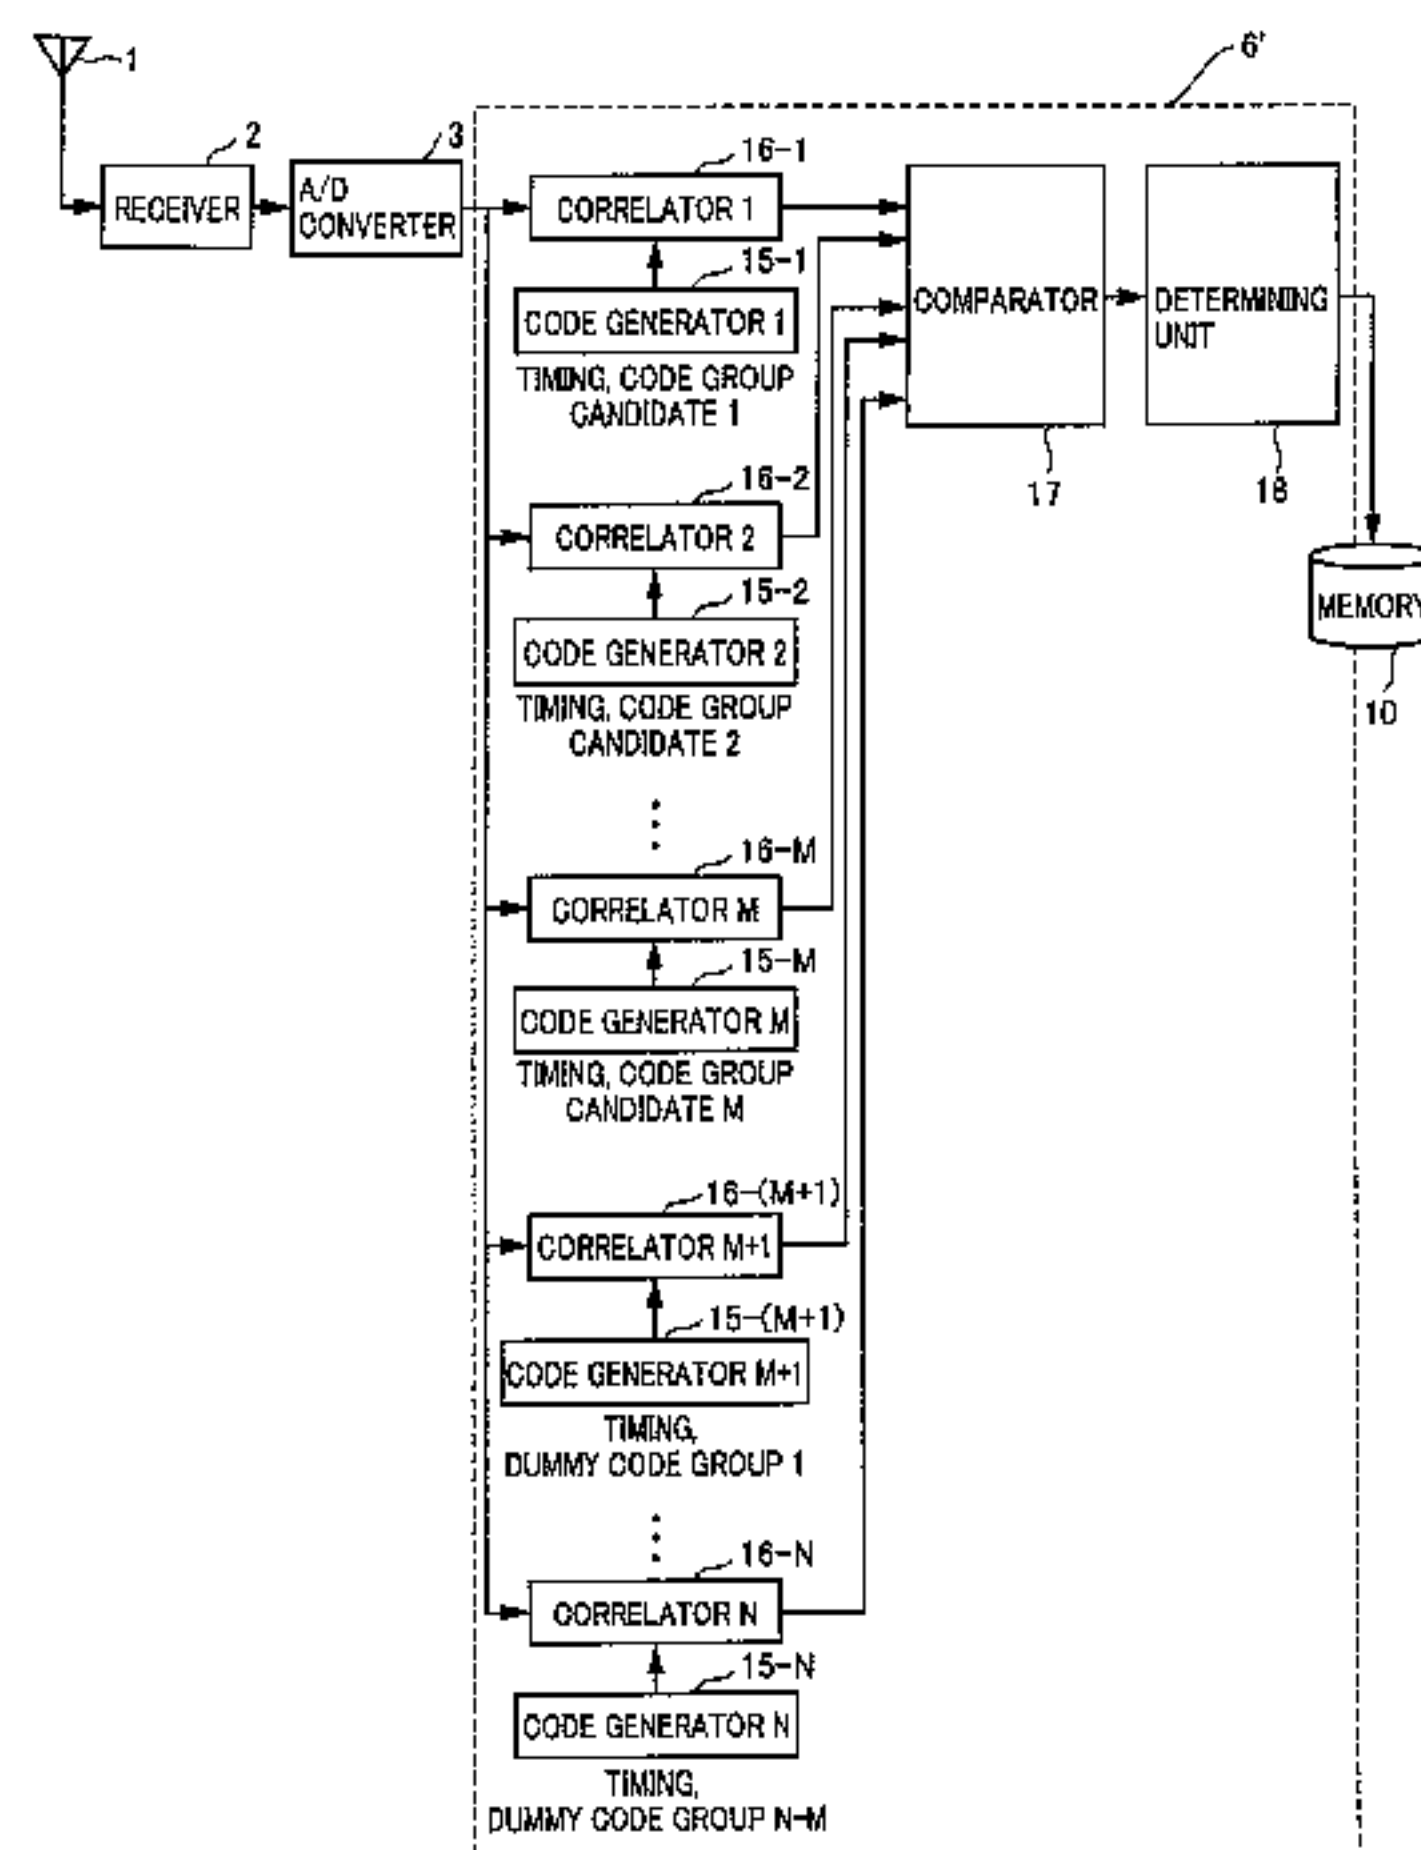 1
6'
2
3
16-1
RECEIVER
A/D
CONVERTER
CORRELATOR 1
15-1
CODE GENERATOR 1
TIMING, CODE GROUP
CANDIDATE 1
COMPARATOR
DETERMINING
UNIT
17
18
16-2
CORRELATOR 2
15-2
CODE GENERATOR 2
TIMING, CODE GROUP
CANDIDATE 2
MEMORY
10
16-M
CORRELATOR M
15-M
CODE GENERATOR M
TIMING, CODE GROUP
CANDIDATE M
16-(M+1)
CORRELATOR M+1
15-(M+1)
CODE GENERATOR M+1
TIMING,
DUMMY CODE GROUP 1
16-N
CORRELATOR N
15-N
CODE GENERATOR N
TIMING,
DUMMY CODE GROUP N-M